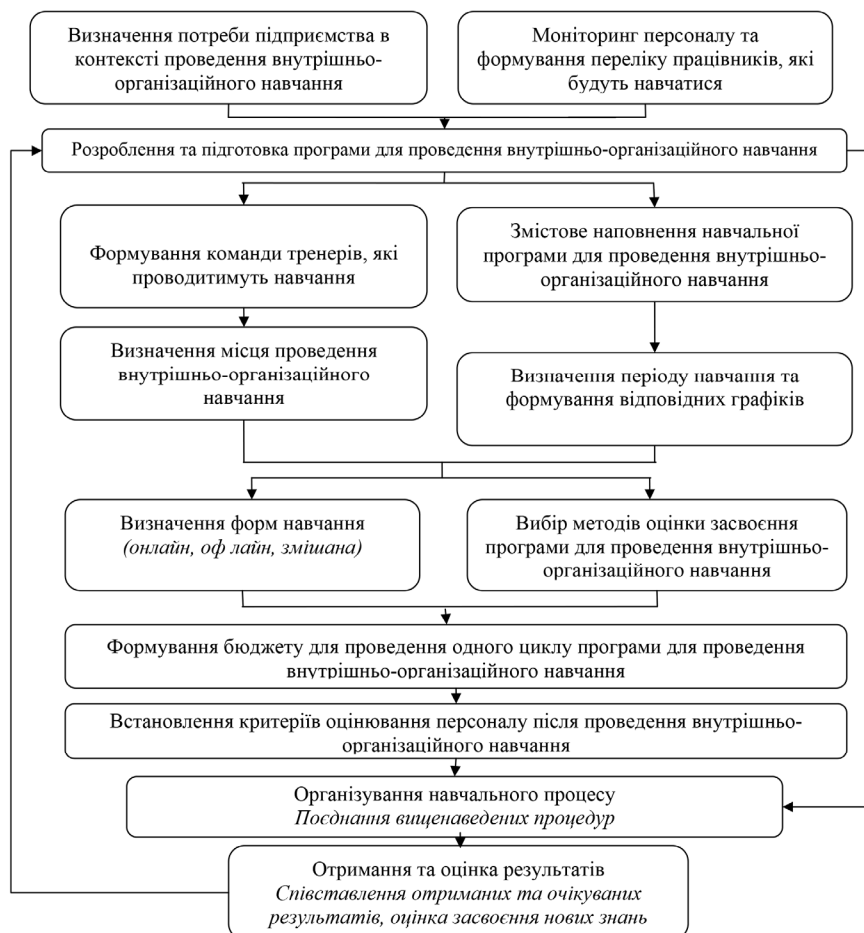 Визначення потреби підприємства в
контексті проведення внутрішньо-
організаційного навчання
Моніторинг персоналу та
формування переліку працівників, які
будуть навчатися
Розроблення та підготовка програми для проведення внутрішньо-організаційного навчання
Формування команди тренерів, які
проводитимуть навчання
Змістове наповнення навчальної
програми для проведення внутрішньо-
організаційного навчання
Визначення місця проведення
внутрішньо-організаційного
навчання
Визначення періоду навчання та
формування відповідних графіків
Визначення форм навчання
(онлайн, оф лайн, змішана)
Вибір методів оцінки засвоєння
програми для проведення внутрішньо-
організаційного навчання
Формування бюджету для проведення одного циклу програми для проведення
внутрішньо-організаційного навчання
Встановлення критеріїв оцінювання персоналу після проведення внутрішньо-
організаційного навчання
Організування навчального процесу
Поєднання вищенаведених процедур
Отримання та оцінка результатів
Співставлення отриманих та очікуваних
результатів, оцінка засвоєння нових знань